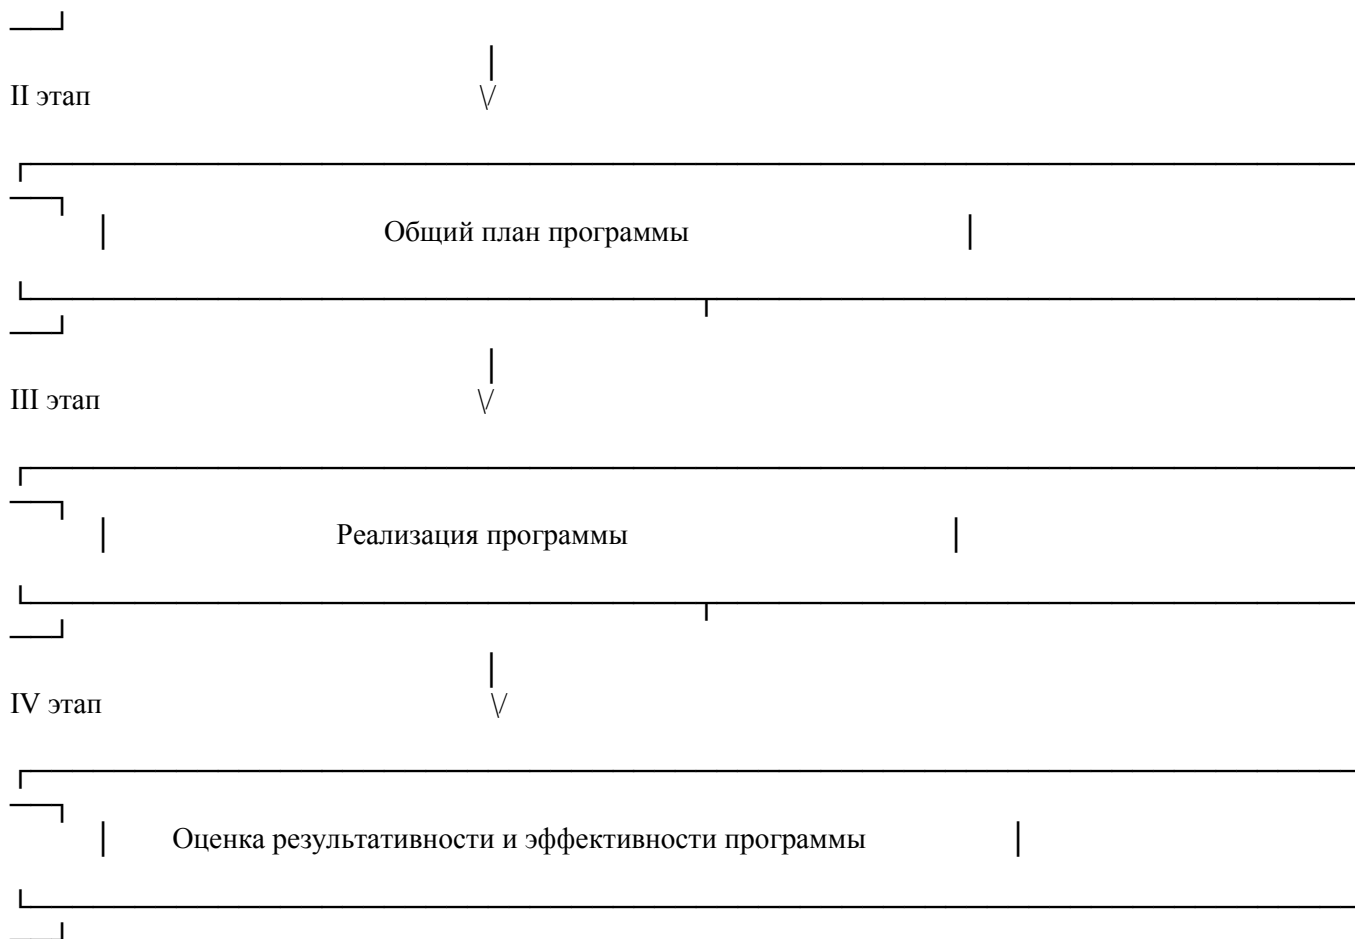 II этап
Общий план программы
III этап
Реализация программы
IV этап
Оценка результативности и эффективности программы